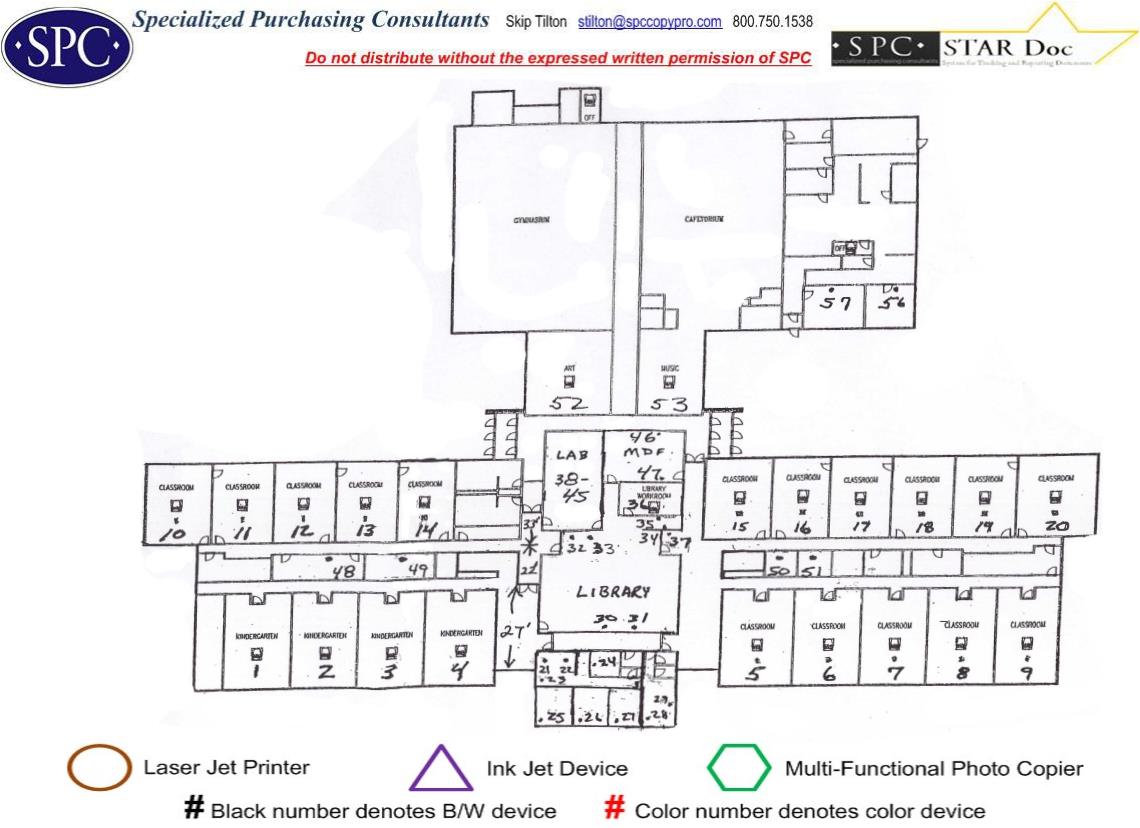 ·SPC·
Specialized Purchasing Consultants Skip Tilton stilton@spccopypro.com 800.750.1538
Do not distribute without the expressed written permission of SPC
·SPC· STAR Doc
specialized purchasing consultants System for Tracking and Reporting Documents
OFF
GYMNASIUM CAFETORIUM
OFF
57 56
ART MUSIC
52 53
46
LAB MDF
38-45 47
LIBRARY WORKROOM
36
CLASSROOM CLASSROOM CLASSROOM CLASSROOM CLASSROOM
10 11 12 13 14
33'
35
34 37
32 33
CLASSROOM CLASSROOM CLASSROOM CLASSROOM CLASSROOM CLASSROOM
15 16 17 18 19 20
48 49
21'
50 51
LIBRARY
30 31
KINDERGARTEN KINDERGARTEN KINDERGARTEN KINDERGARTEN
1 2 3 4
27'
CLASSROOM CLASSROOM CLASSROOM CLASSROOM CLASSROOM
5 6 7 8 9
21 22 .24
.23
29.
.25 .26 .27 .28
Laser Jet Printer Ink Jet Device Multi-Functional Photo Copier
# Black number denotes B/W device # Color number denotes color device